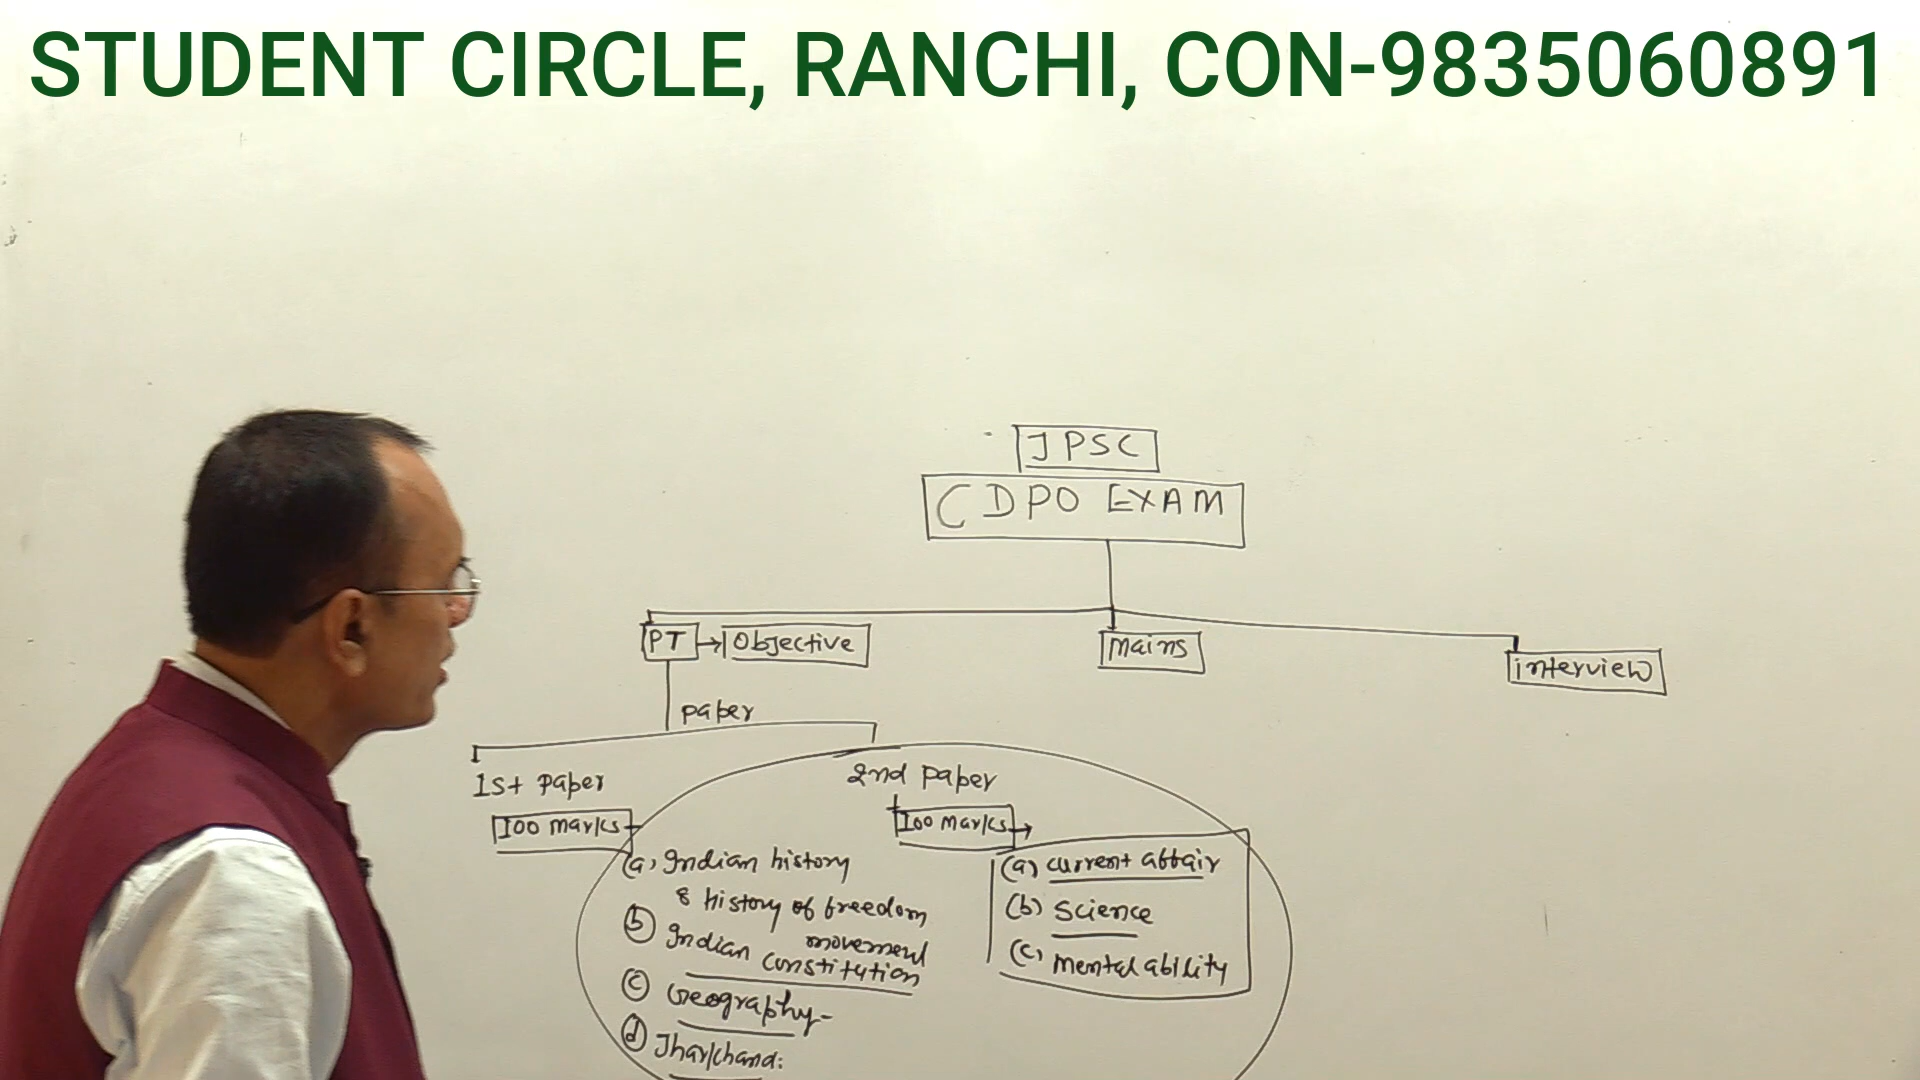 STUDENT CIRCLE, RANCHI, CON-9835060891
JPSC
CDPO EXAM
PT → Objective
Mains
interview
paper
1st paper
2nd paper
100 marks
100 marks
(a) Indian history
& history of freedom
movement
(b) Indian constitution
(c) Geography-
(d) Jharkhand:
(a) current affair
(b) Science
(c) mental ability